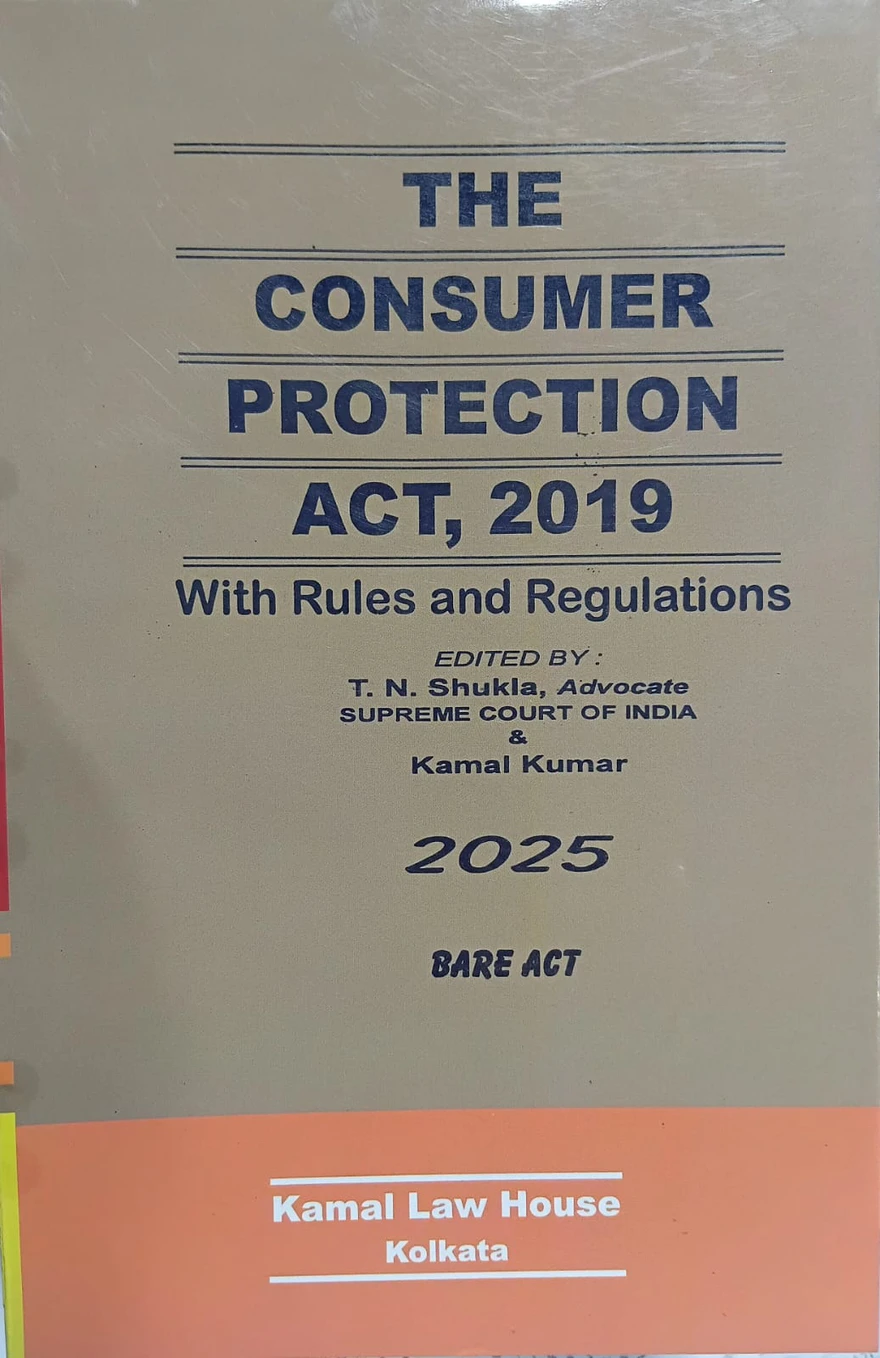 THE
CONSUMER
PROTECTION
ACT, 2019
With Rules and Regulations
EDITED BY :
T. N. Shukla, Advocate
SUPREME COURT OF INDIA
&
Kamal Kumar
2025
BARE ACT
Kamal Law House
Kolkata